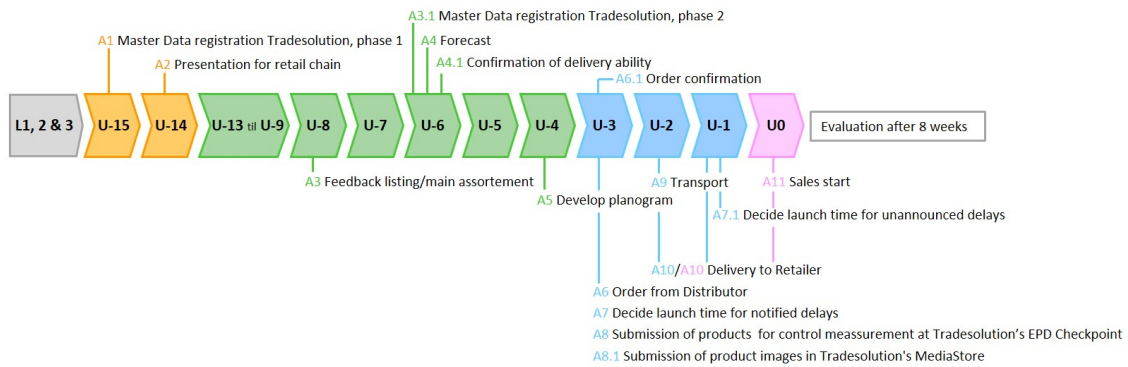 A3.1 Master Data registration Tradesolution, phase 2
A1 Master Data registration Tradesolution, phase 1
A4 Forecast
A2 Presentation for retail chain
A4.1 Confirmation of delivery ability
A6.1 Order confirmation
L1, 2 & 3
U-15
U-14
U-13 til U-9
U-8
U-7
U-6
U-5
U-4
U-3
U-2
U-1
U0
Evaluation after 8 weeks
A3 Feedback listing/main assortement
A9 Transport
A11 Sales start
A5 Develop planogram
A7.1 Decide launch time for unannounced delays
A10/A10 Delivery to Retailer
A6 Order from Distributor
A7 Decide launch time for notified delays
A8 Submission of products for control meassurement at Tradesolution's EPD Checkpoint
A8.1 Submission of product images in Tradesolution's MediaStore